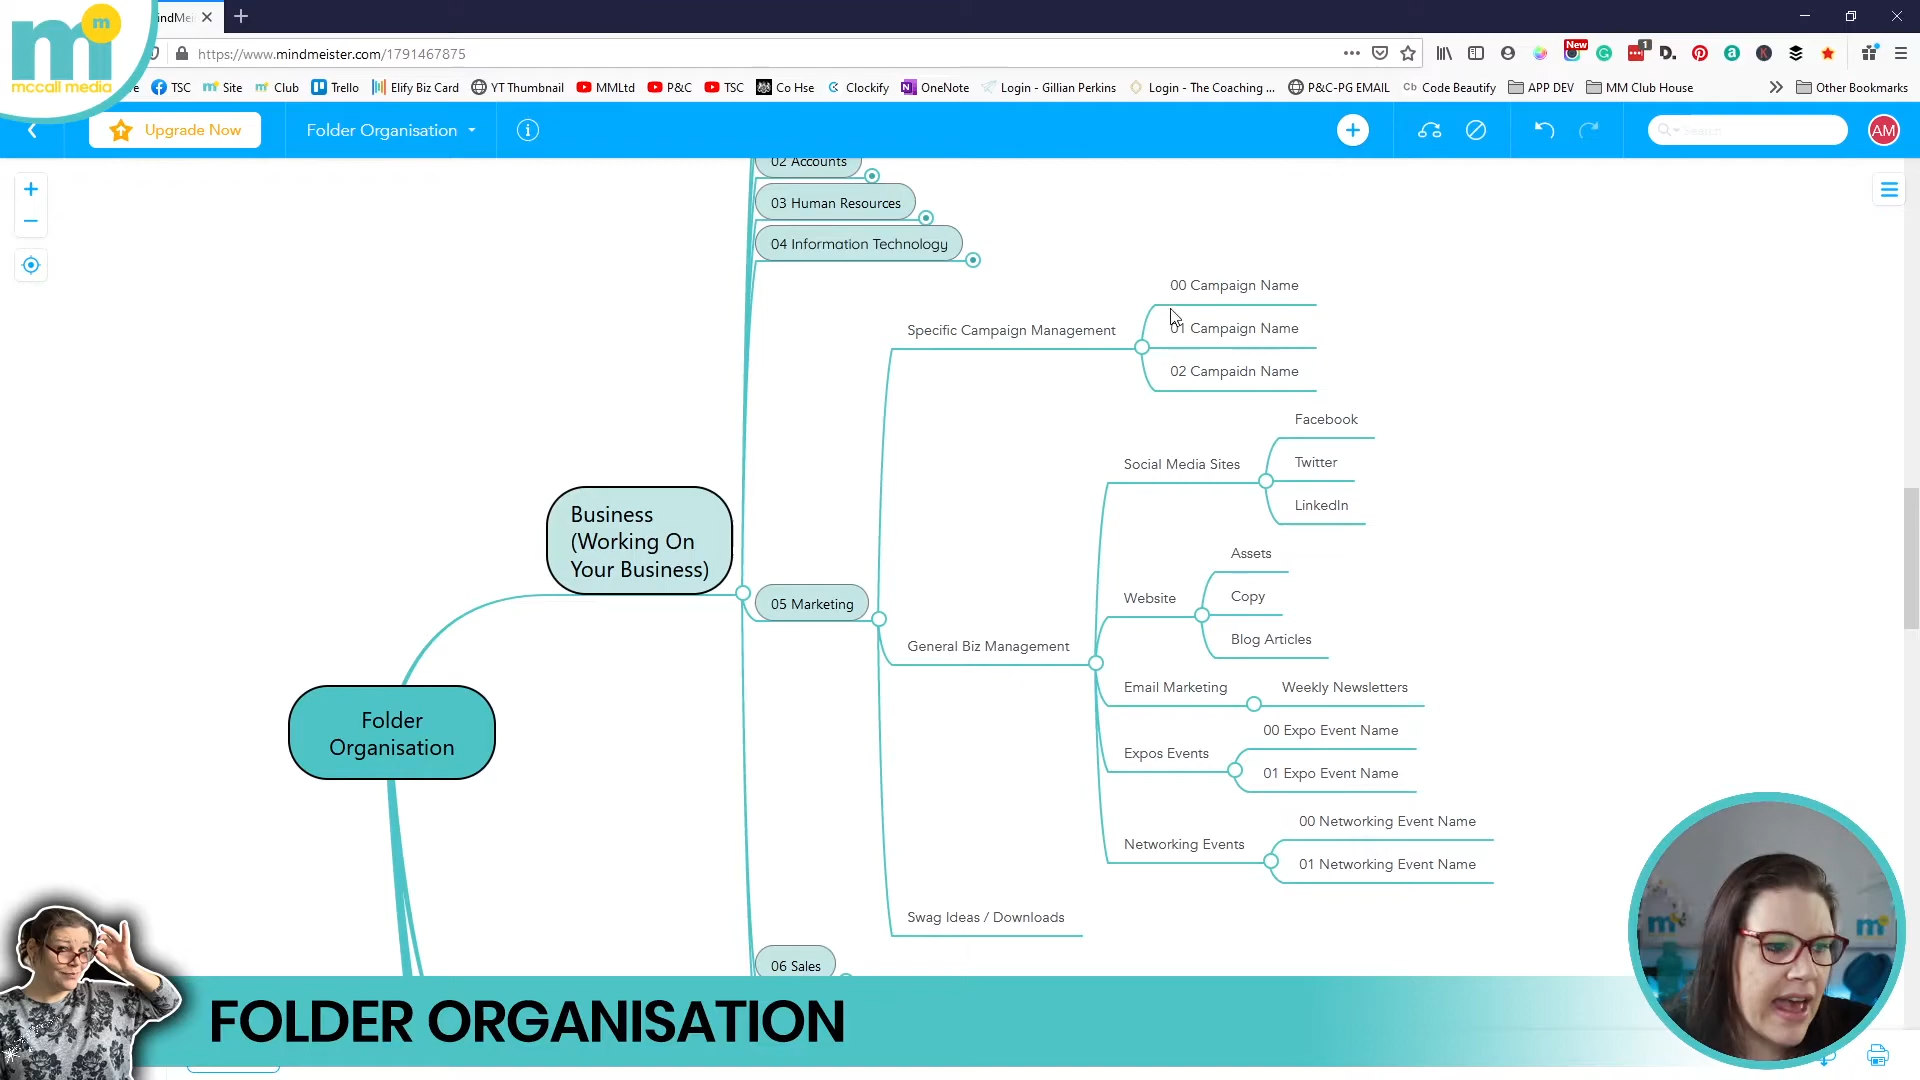 m
m
mccall media
indMei
https://www.mindmeister.com/1791467875
New
1
TSC
Site
Club
Trello
Elify Biz Card
YT Thumbnail
MMLtd
P&C
TSC
Co Hse
Clockify
OneNote
Login - Gillian Perkins
Login - The Coaching ...
P&C-PG EMAIL
Cb Code Beautify
APP DEV
MM Club House
Other Bookmarks
Upgrade Now
Folder Organisation
Search
AM
02 Accounts
03 Human Resources
04 Information Technology
00 Campaign Name
Specific Campaign Management
01 Campaign Name
02 Campaidn Name
Facebook
Social Media Sites
Twitter
LinkedIn
Business
(Working On
Your Business)
Assets
Website
Copy
05 Marketing
Blog Articles
General Biz Management
Email Marketing
Weekly Newsletters
Folder
Organisation
00 Expo Event Name
Expos Events
01 Expo Event Name
00 Networking Event Name
Networking Events
01 Networking Event Name
Swag Ideas / Downloads
06 Sales
FOLDER ORGANISATION